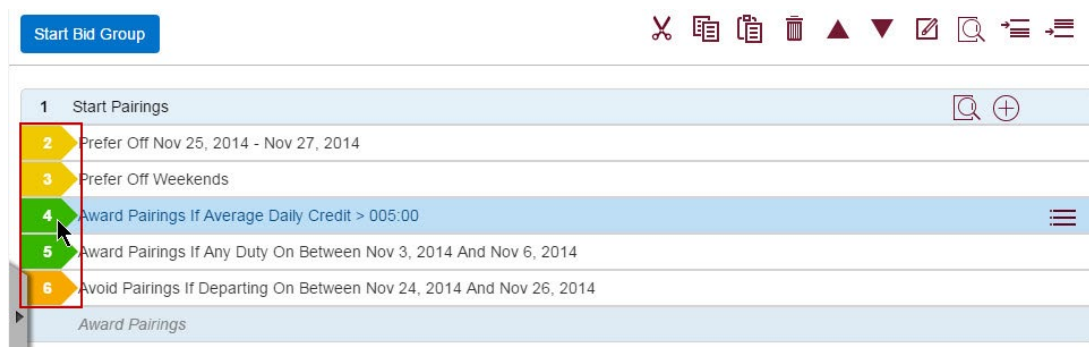 Start Bid Group
1 Start Pairings
2 Prefer Off Nov 25, 2014 - Nov 27, 2014
3 Prefer Off Weekends
4 Award Pairings If Average Daily Credit > 005:00
5 Award Pairings If Any Duty On Between Nov 3, 2014 And Nov 6, 2014
6 Avoid Pairings If Departing On Between Nov 24, 2014 And Nov 26, 2014
Award Pairings